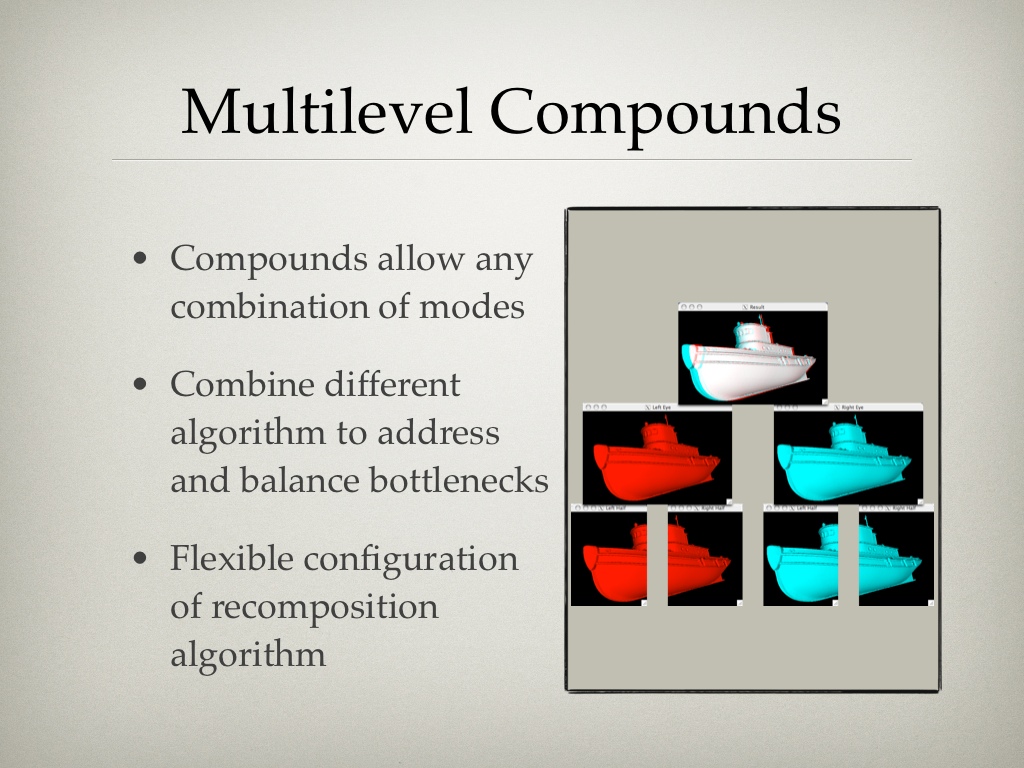 Multilevel Compounds
• Compounds allow any
combination of modes
• Combine different
algorithm to address
and balance bottlenecks
• Flexible configuration
of recomposition
algorithm
Result
Left Eye
Right Eye
Left Half
Right Half
Left Half
Right Half